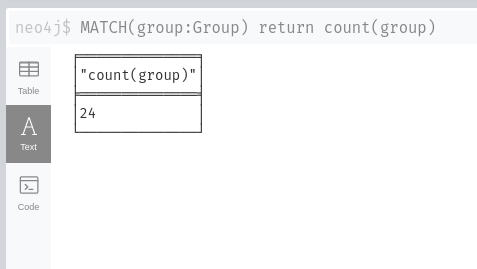 neo4j$ MATCH(group:Group) return count(group)
Table
"count(group)"
24
Text
Code